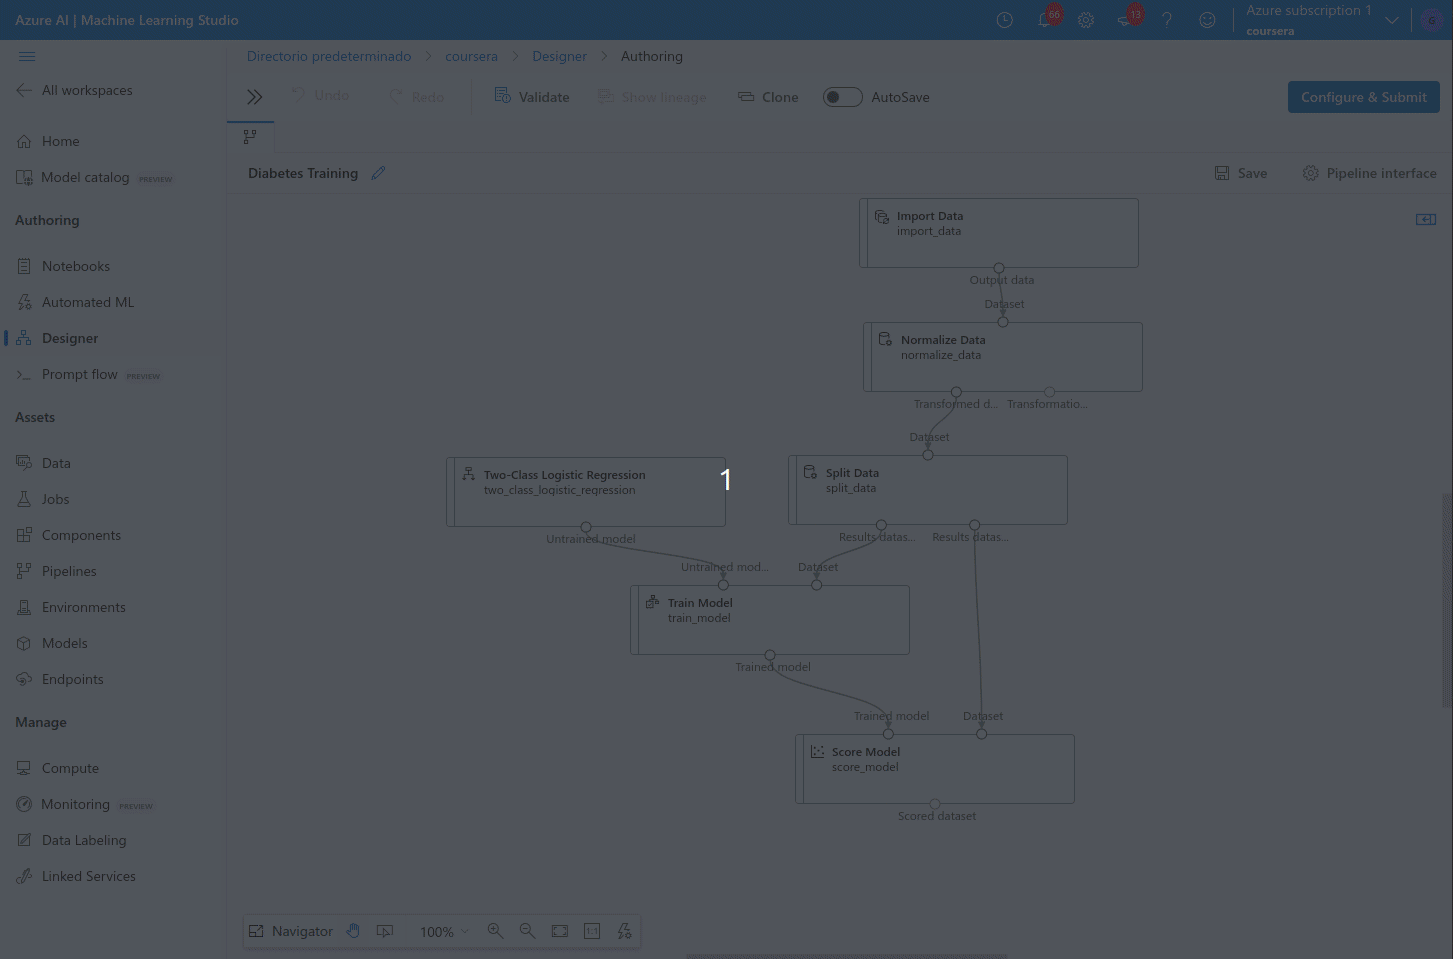 Azure AI | Machine Learning Studio
66
13
Azure subscription 1
coursera
All workspaces
Home
Model catalog PREVIEW
Authoring
Notebooks
Automated ML
Designer
Prompt flow PREVIEW
Assets
Data
Jobs
Components
Pipelines
Environments
Models
Endpoints
Manage
Compute
Monitoring PREVIEW
Data Labeling
Linked Services
Directorio predeterminado > coursera > Designer > Authoring
Undo
Redo
Validate
Show lineage
Clone
AutoSave
Configure & Submit
Diabetes Training
Save
Pipeline interface
Import Data
import_data
Output data
Dataset
Normalize Data
normalize_data
Transformed d... Transformatio...
Dataset
Two-Class Logistic Regression
two_class_logistic_regression
Untrained model
1
Split Data
split_data
Results datas... Results datas...
Untrained mod... Dataset
Train Model
train_model
Trained model
Trained model Dataset
Score Model
score_model
Scored dataset
Navigator
100%
1:1